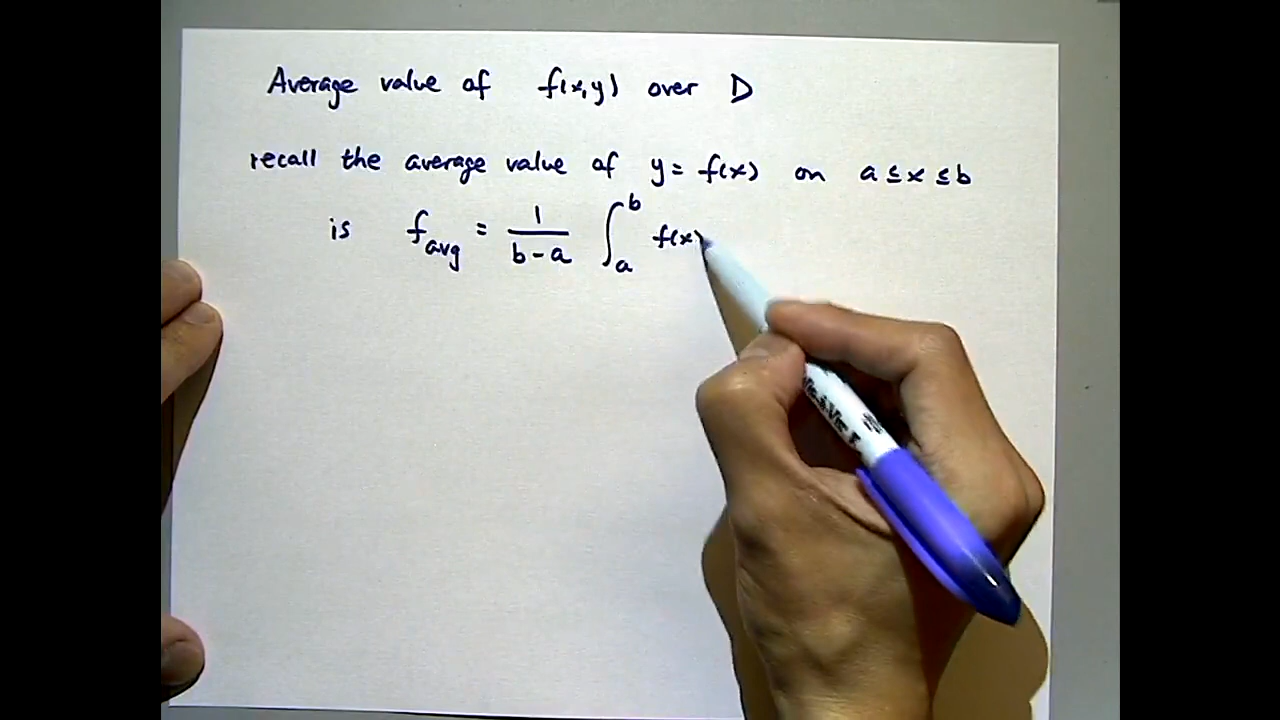 Average value of f(x,y) over D
recall the average value of y = f(x) on a ≤ x ≤ b
is f_avg = 1/(b-a) ∫_a^b f(x)